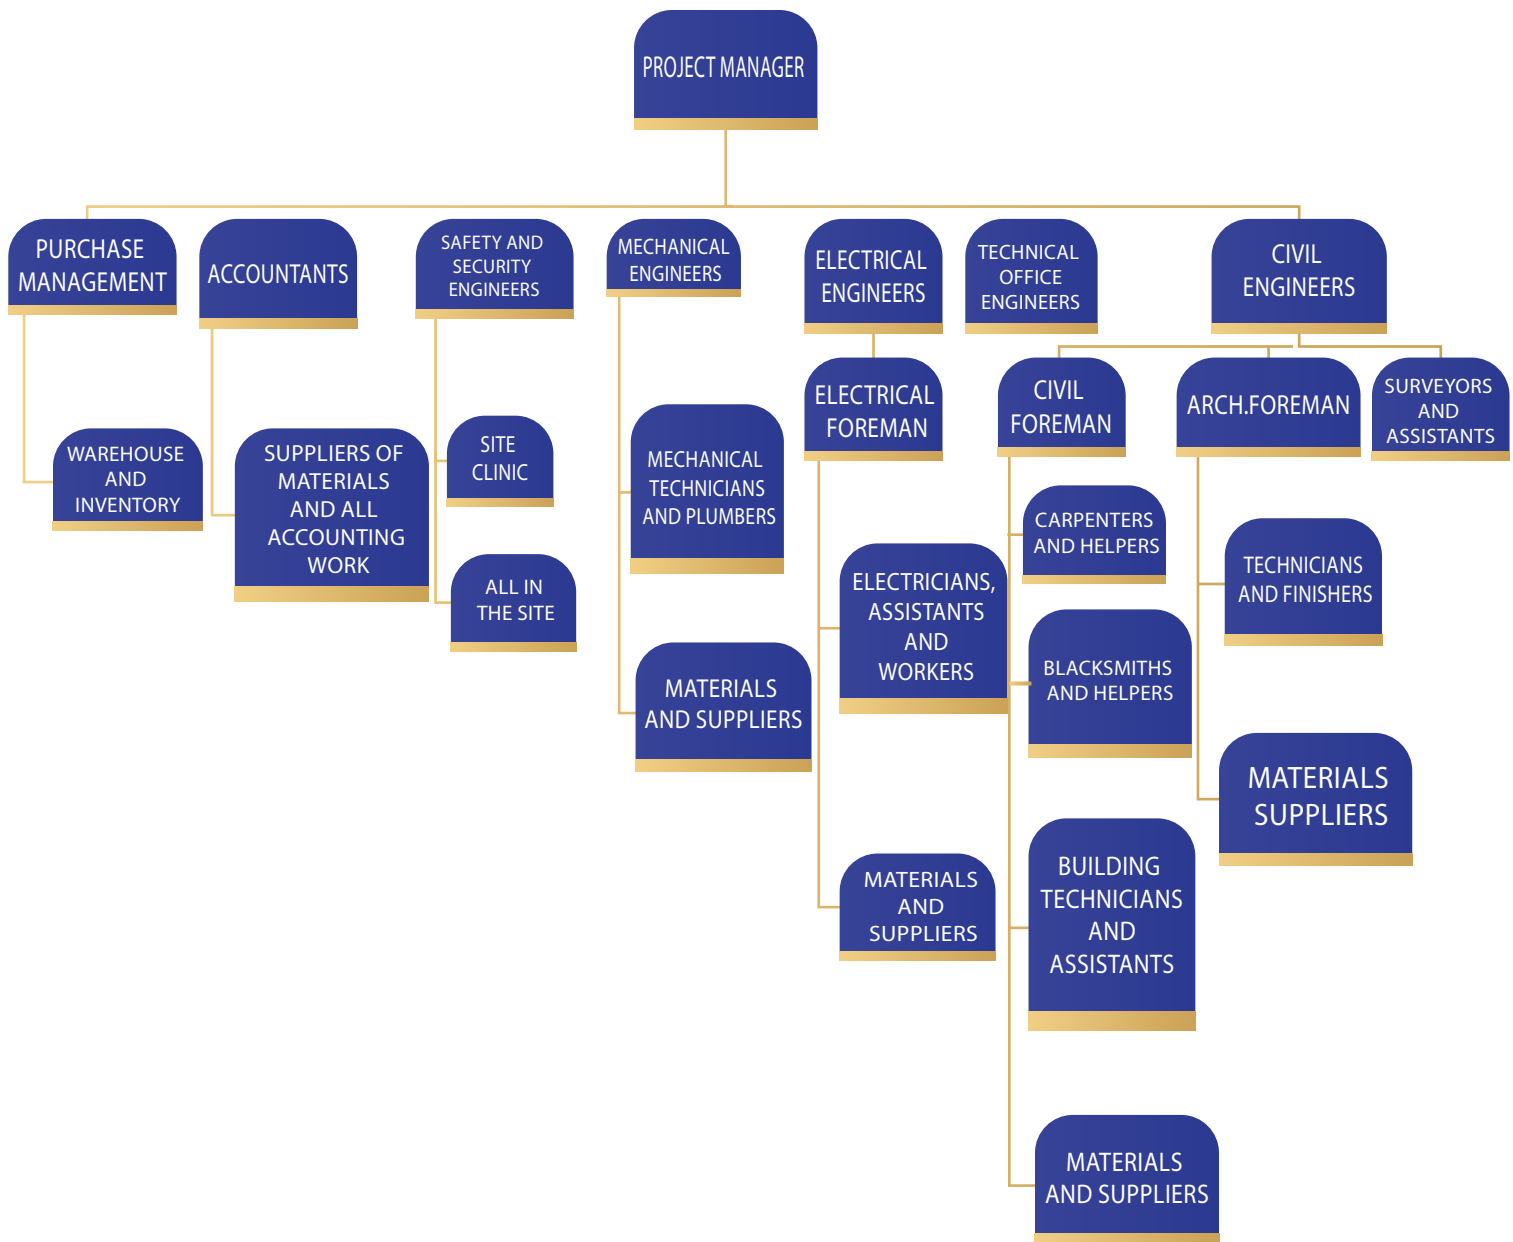 PROJECT MANAGER
PURCHASE
MANAGEMENT
ACCOUNTANTS
SAFETY AND
SECURITY
ENGINEERS
MECHANICAL
ENGINEERS
ELECTRICAL
ENGINEERS
TECHNICAL
OFFICE
ENGINEERS
CIVIL
ENGINEERS
ELECTRICAL
FOREMAN
CIVIL
FOREMAN
ARCH.FOREMAN
SURVEYORS
AND
ASSISTANTS
WAREHOUSE
AND
INVENTORY
SUPPLIERS OF
MATERIALS
AND ALL
ACCOUNTING
WORK
SITE
CLINIC
ALL IN
THE SITE
MECHANICAL
TECHNICIANS
AND PLUMBERS
MATERIALS
AND SUPPLIERS
ELECTRICIANS,
ASSISTANTS
AND
WORKERS
MATERIALS
AND
SUPPLIERS
CARPENTERS
AND HELPERS
BLACKSMITHS
AND HELPERS
BUILDING
TECHNICIANS
AND
ASSISTANTS
MATERIALS
AND SUPPLIERS
TECHNICIANS
AND FINISHERS
MATERIALS
SUPPLIERS